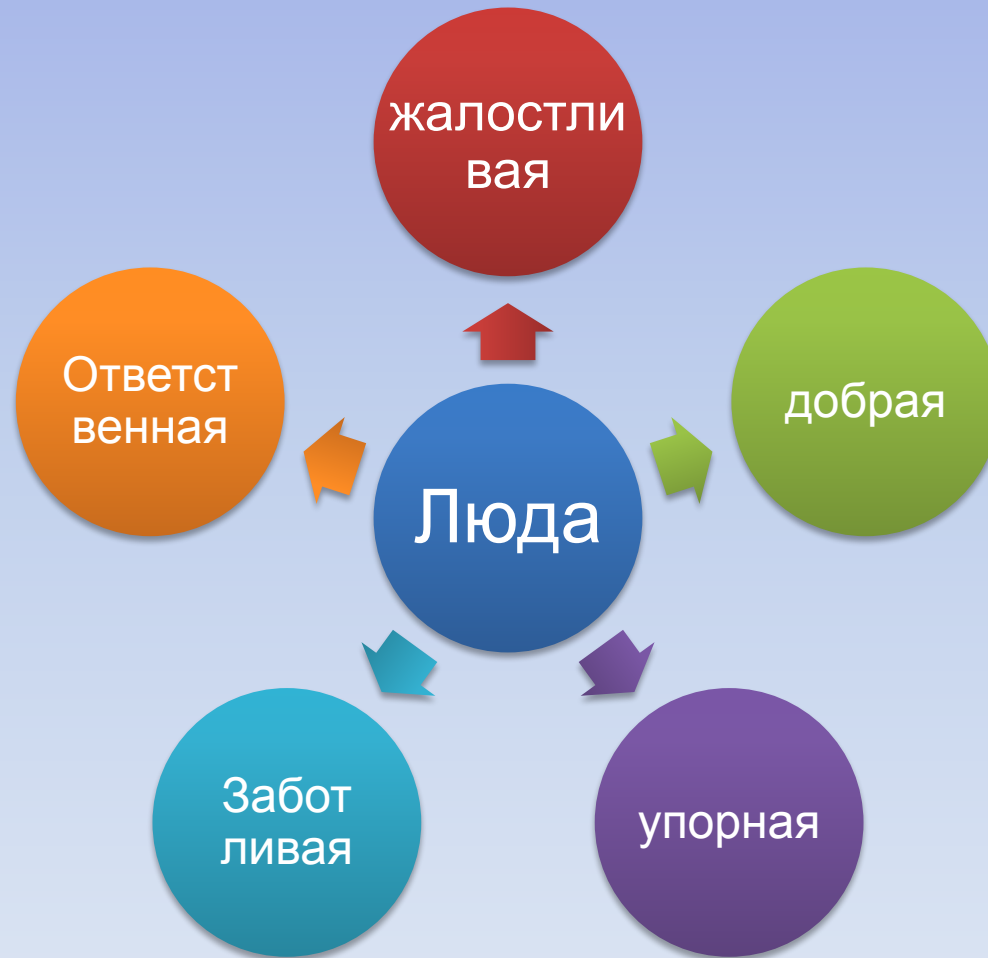 жалостли
вая
Ответст
венная
добрая
Люда
Забот
ливая
упорная